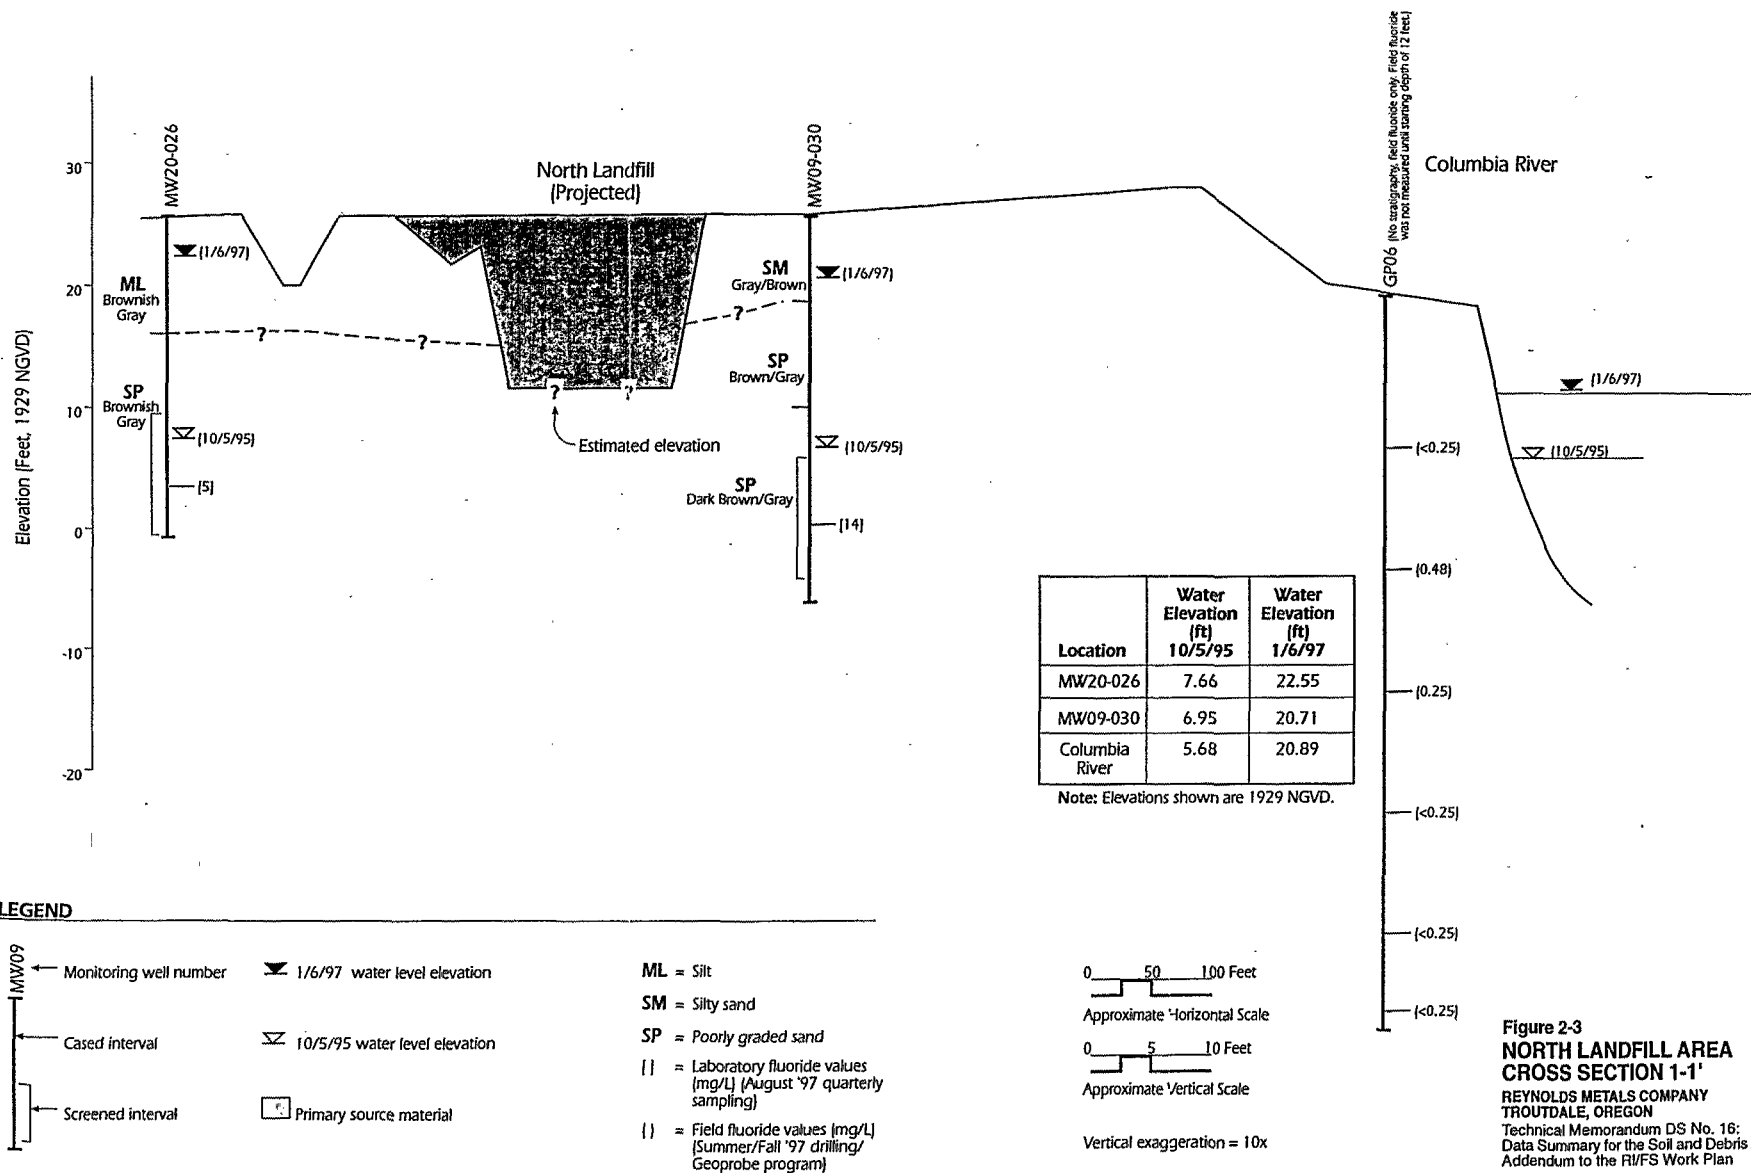 MW20-026
North Landfill
(Projected)
MW09-030
GP06 (No stratigraphy, field fluoride only. Field fluoride
was not measured until starting depth of 12 feet.)
Columbia River
Elevation (Feet, 1929 NGVD)
30
20
10
0
-10
-20
(1/6/97)
ML
Brownish
Gray
?
?
SP
Brownish
Gray
(10/5/95)
[5]
?
?
Estimated elevation
SM
Gray/Brown
(1/6/97)
?
SP
Brown/Gray
(10/5/95)
SP
Dark Brown/Gray
[14]
(1/6/97)
(10/5/95)
(<0.25)
(0.48)
(0.25)
(<0.25)
(<0.25)
(<0.25)
Location Water Elevation (ft) 10/5/95 Water Elevation (ft) 1/6/97
MW20-026 7.66 22.55
MW09-030 6.95 20.71
Columbia River 5.68 20.89
Note: Elevations shown are 1929 NGVD.
LEGEND
MW09
Monitoring well number
Cased interval
Screened interval
1/6/97 water level elevation
10/5/95 water level elevation
Primary source material
ML = Silt
SM = Silty sand
SP = Poorly graded sand
[ ] = Laboratory fluoride values
(mg/L) (August '97 quarterly
sampling)
( ) = Field fluoride values (mg/L)
(Summer/Fall '97 drilling/
Geoprobe program)
0 50 100 Feet
Approximate Horizontal Scale
0 5 10 Feet
Approximate Vertical Scale
Vertical exaggeration = 10x
Figure 2-3
NORTH LANDFILL AREA
CROSS SECTION 1-1'
REYNOLDS METALS COMPANY
TROUTDALE, OREGON
Technical Memorandum DS No. 16:
Data Summary for the Soil and Debris
Addendum to the RI/FS Work Plan